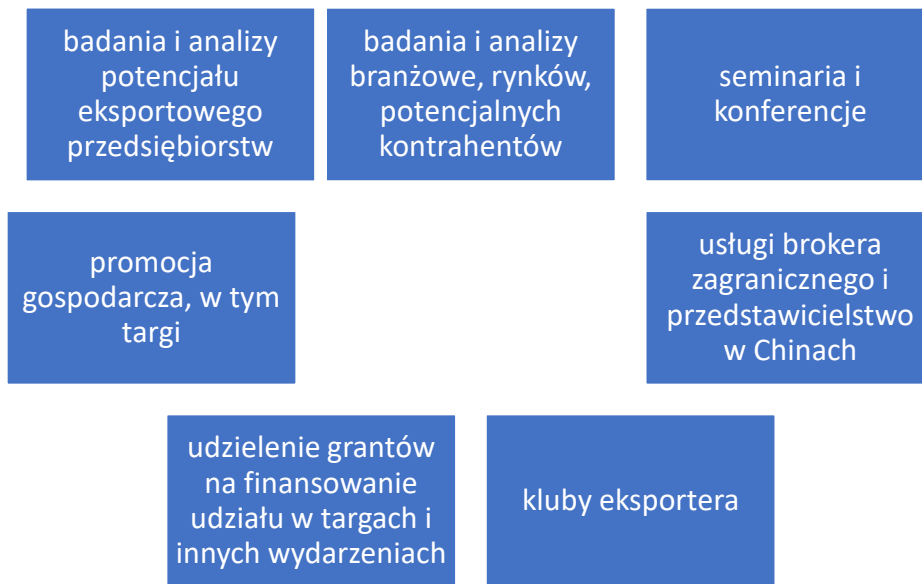 badania i analizy
potencjału
eksportowego
przedsiębiorstw
badania i analizy
branżowe, rynków,
potencjalnych
kontrahentów
seminaria i
konferencje
promocja
gospodarcza, w tym
targi
usługi brokera
zagranicznego i
przedstawicielstwo
w Chinach
udzielenie grantów
na finansowanie
udziału w targach i
innych wydarzeniach
kluby eksportera